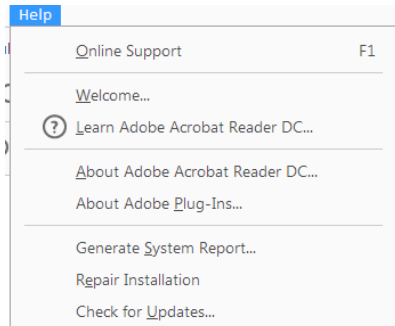 Help
Online Support F1
Welcome...
Learn Adobe Acrobat Reader DC...
About Adobe Acrobat Reader DC...
About Adobe Plug-Ins...
Generate System Report...
Repair Installation
Check for Updates...